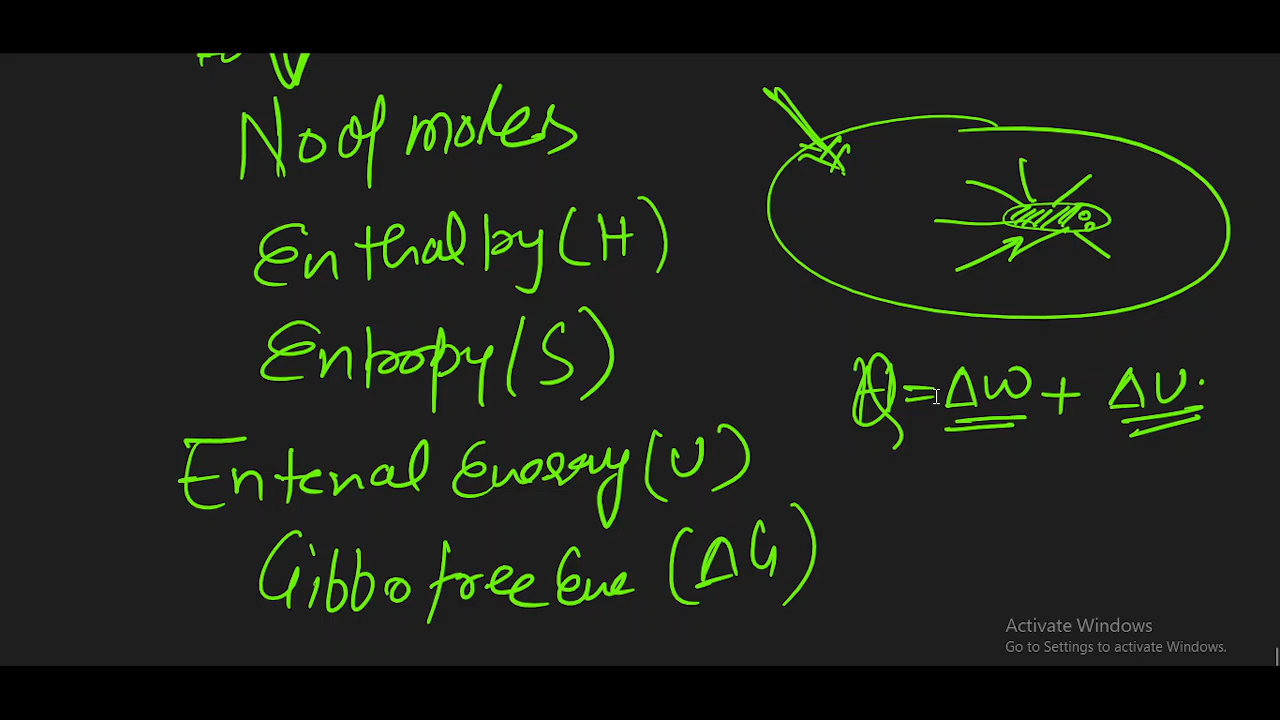 No of moles
Enthalpy (H)
Entropy (S)
Q = ΔW + ΔU.
Entenal Energy (U)
Gibbs free Ene (ΔG)
Activate Windows
Go to Settings to activate Windows.